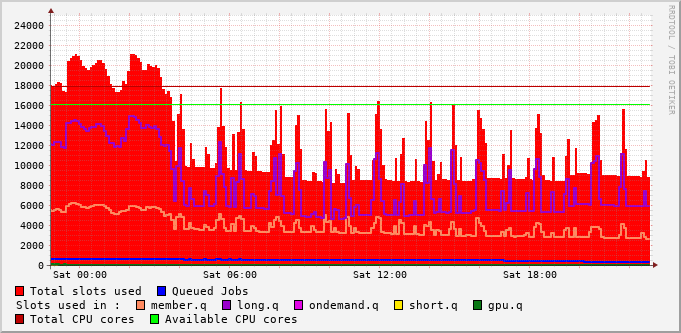 RRDTOOL / TOBI OETIKER
24000
22000
20000
18000
16000
14000
12000
10000
8000
6000
4000
2000
0
Sat 00:00 Sat 06:00 Sat 12:00 Sat 18:00
Total slots used Queued Jobs
Slots used in : member.q long.q ondemand.q short.q gpu.q
Total CPU cores Available CPU cores